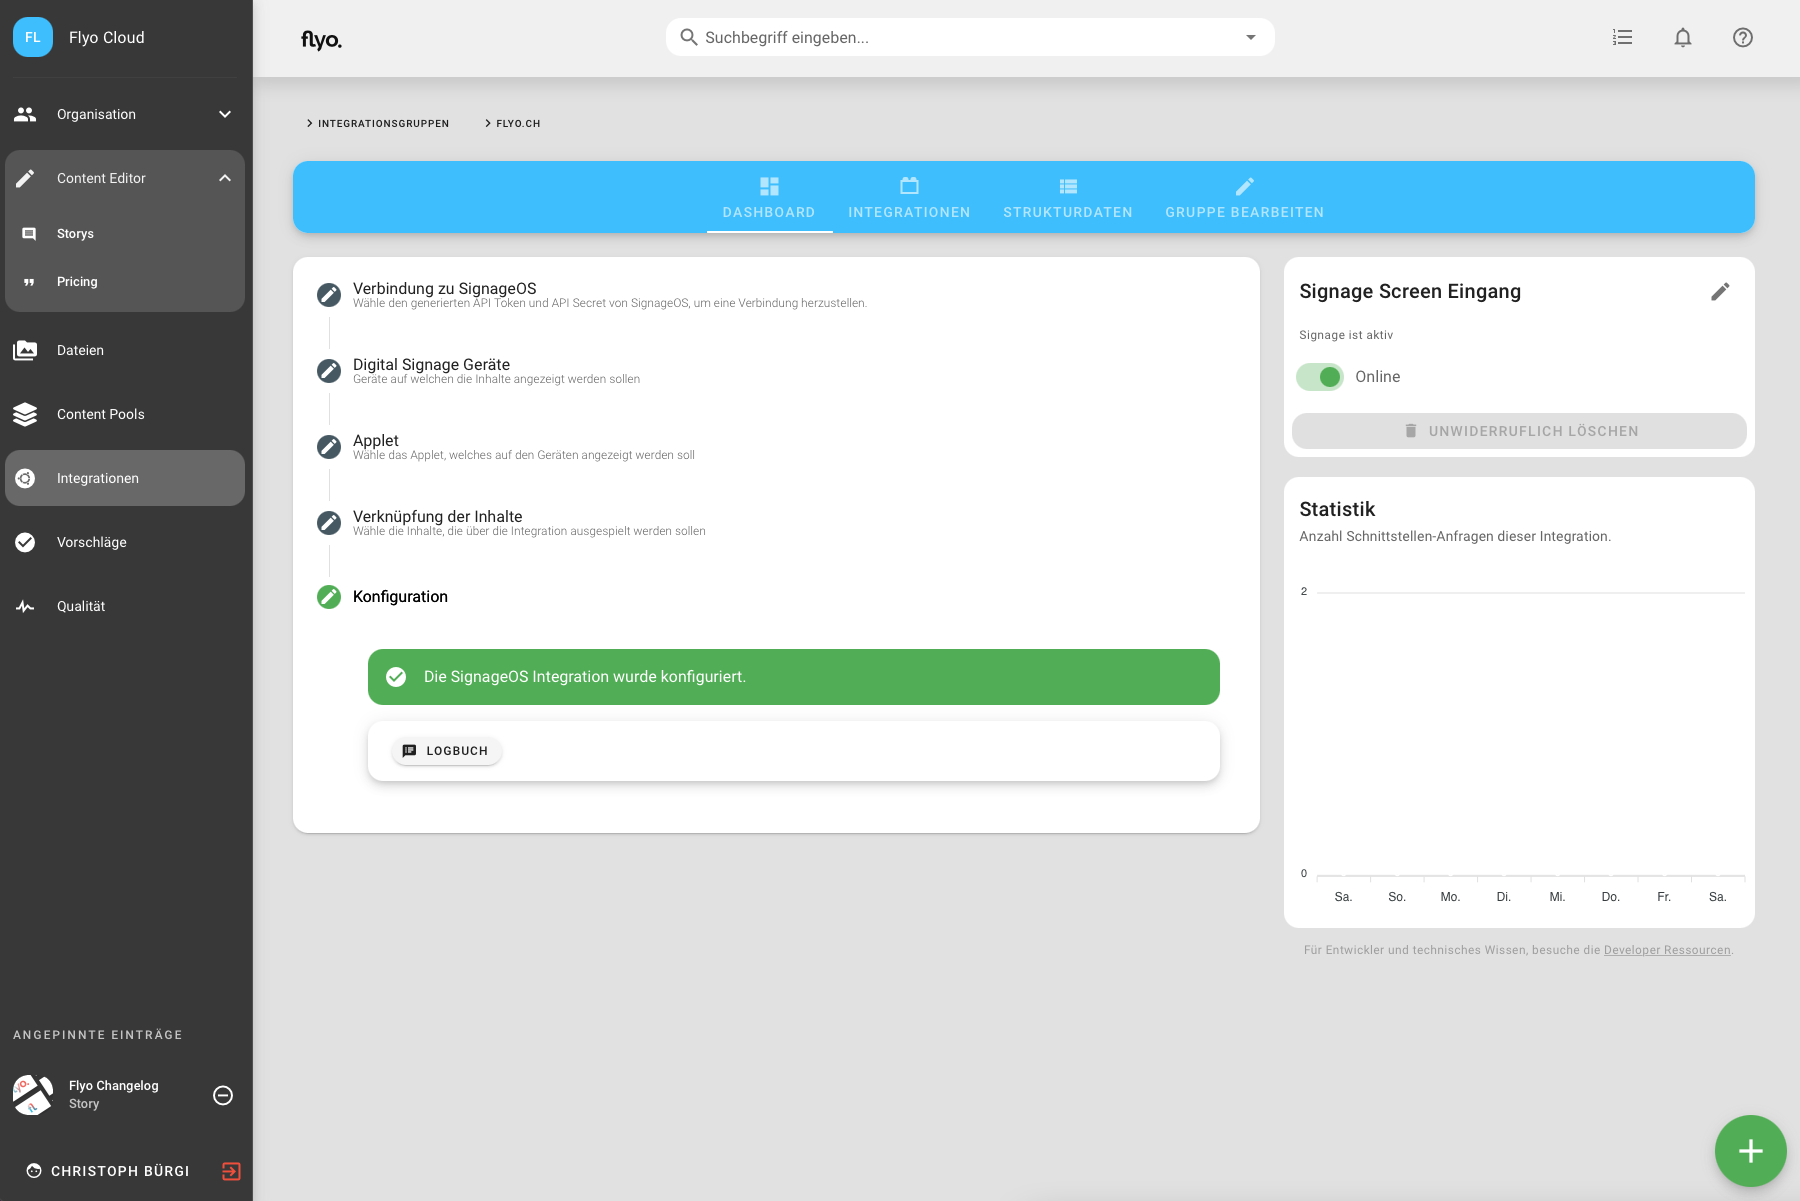 FL
Flyo Cloud
Organisation
Content Editor
Storys
Pricing
Dateien
Content Pools
Integrationen
Vorschläge
Qualität
ANGEPINNTE EINTRÄGE
Flyo Changelog
Story
CHRISTOPH BÜRGI
flyo.
Suchbegriff eingeben...
INTEGRATIONSGRUPPEN
FLYO.CH
DASHBOARD
INTEGRATIONEN
STRUKTURDATEN
GRUPPE BEARBEITEN
Verbindung zu SignageOS
Wähle den generierten API Token und API Secret von SignageOS, um eine Verbindung herzustellen.
Digital Signage Geräte
Geräte auf welchen die Inhalte angezeigt werden sollen
Applet
Wähle das Applet, welches auf den Geräten angezeigt werden soll
Verknüpfung der Inhalte
Wähle die Inhalte, die über die Integration ausgespielt werden sollen
Konfiguration
Die SignageOS Integration wurde konfiguriert.
LOGBUCH
Signage Screen Eingang
Signage ist aktiv
Online
UNWIDERRUFLICH LÖSCHEN
Statistik
Anzahl Schnittstellen-Anfragen dieser Integration.
2
0
Sa. So. Mo. Di. Mi. Do. Fr. Sa.
Für Entwickler und technisches Wissen, besuche die Developer Ressourcen.